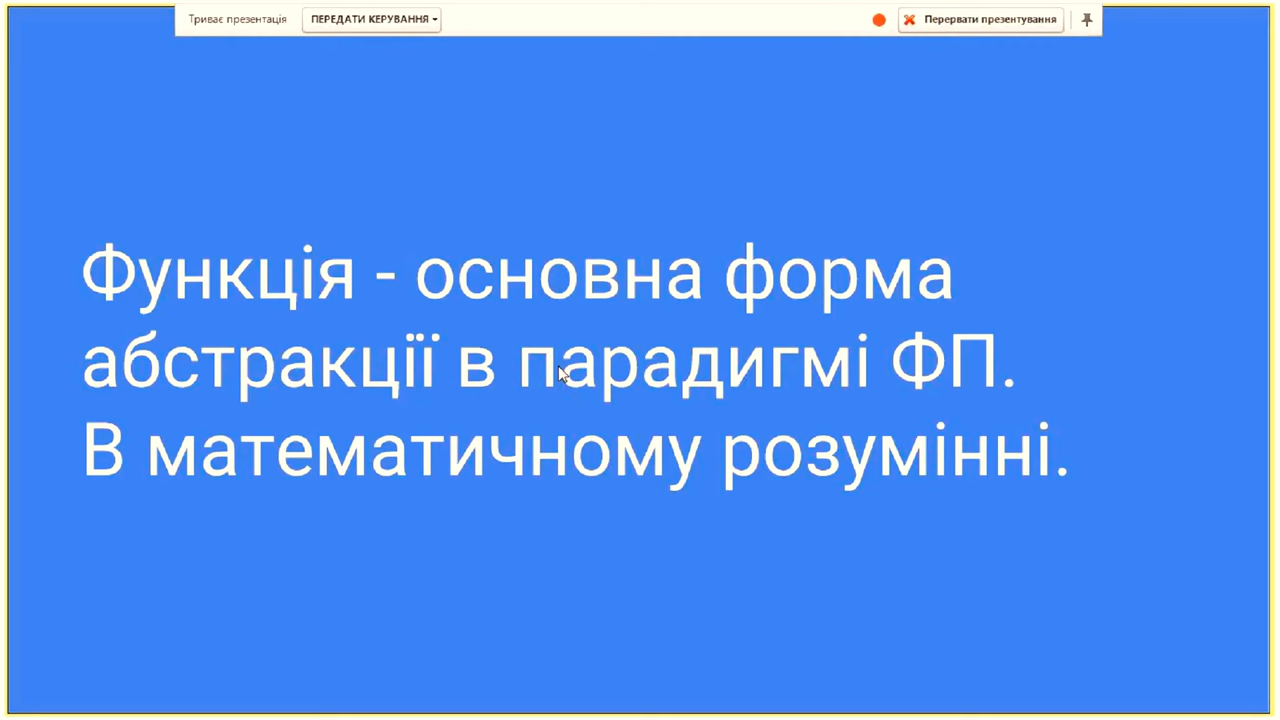 Триває презентація ПЕРЕДАТИ КЕРУВАННЯ Перервати презентування
Функція - основна форма
абстракції в парадигмі ФП.
В математичному розумінні.